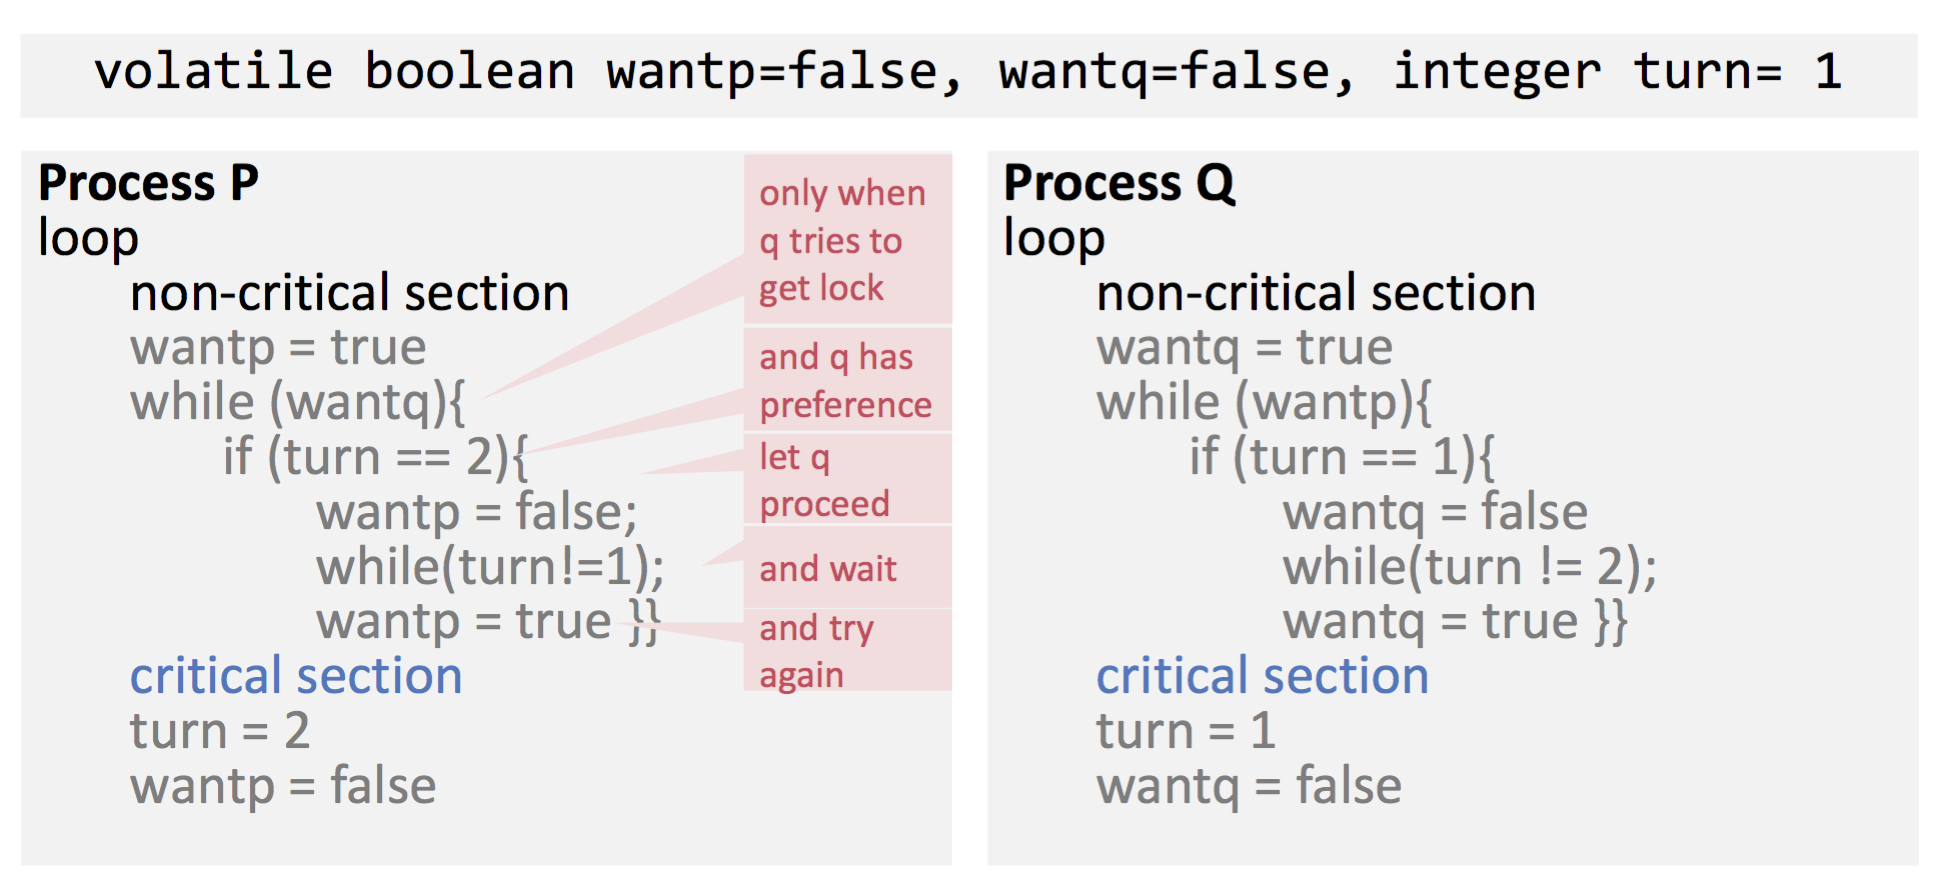 volatile boolean wantp=false, wantq=false, integer turn= 1
Process P
loop
non-critical section
wantp = true
while (wantq){
if (turn == 2){
wantp = false;
while(turn!=1);
wantp = true }}
critical section
turn = 2
wantp = false
only when
q tries to
get lock
and q has
preference
let q
proceed
and wait
and try
again
Process Q
loop
non-critical section
wantq = true
while (wantp){
if (turn == 1){
wantq = false
while(turn != 2);
wantq = true }}
critical section
turn = 1
wantq = false